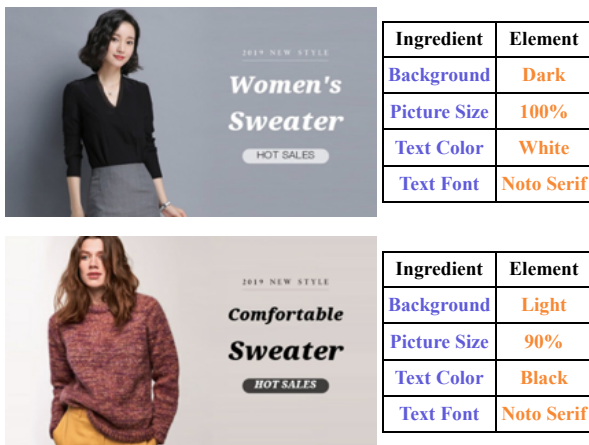 2019 NEW STYLE
Women's
Sweater
HOT SALES
Ingredient Element
Background Dark
Picture Size 100%
Text Color White
Text Font Noto Serif
2019 NEW STYLE
Comfortable
Sweater
HOT SALES
Ingredient Element
Background Light
Picture Size 90%
Text Color Black
Text Font Noto Serif